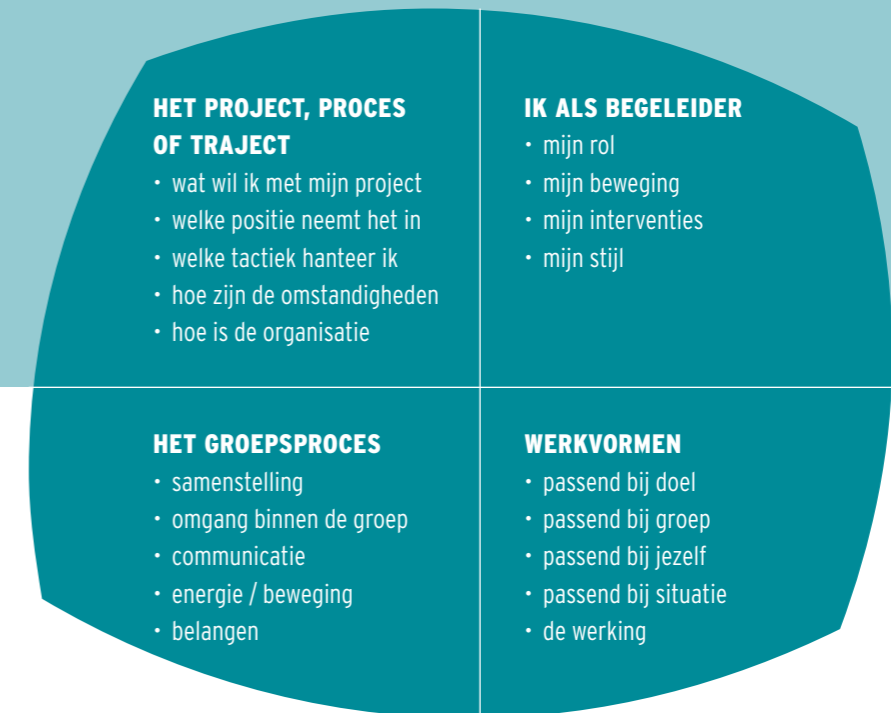 HET PROJECT, PROCES
OF TRAJECT
• wat wil ik met mijn project
• welke positie neemt het in
• welke tactiek hanteer ik
• hoe zijn de omstandigheden
• hoe is de organisatie
IK ALS BEGELEIDER
• mijn rol
• mijn beweging
• mijn interventies
• mijn stijl
HET GROEPSPROCES
• samenstelling
• omgang binnen de groep
• communicatie
• energie / beweging
• belangen
WERKVORMEN
• passend bij doel
• passend bij groep
• passend bij jezelf
• passend bij situatie
• de werking